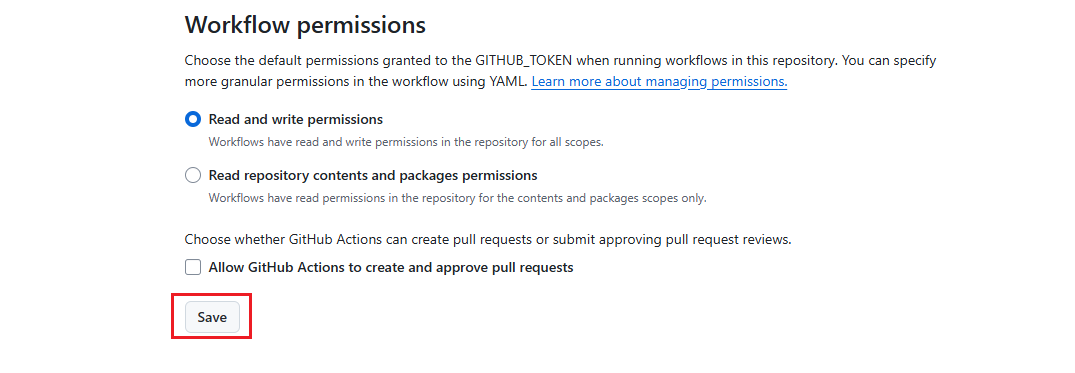 Workflow permissions
Choose the default permissions granted to the GITHUB_TOKEN when running workflows in this repository. You can specify
more granular permissions in the workflow using YAML. Learn more about managing permissions.
Read and write permissions
Workflows have read and write permissions in the repository for all scopes.
Read repository contents and packages permissions
Workflows have read permissions in the repository for the contents and packages scopes only.
Choose whether GitHub Actions can create pull requests or submit approving pull request reviews.
Allow GitHub Actions to create and approve pull requests
Save